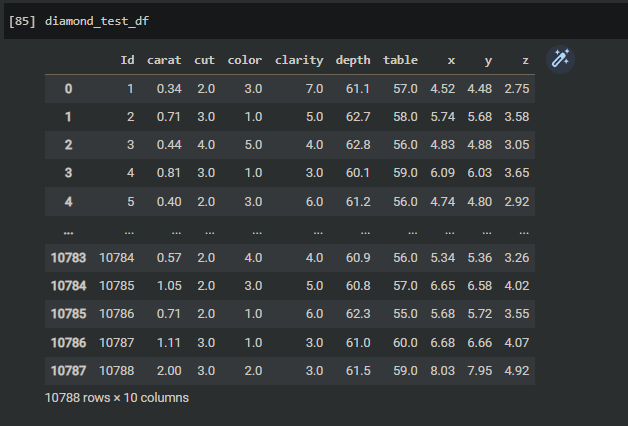 [85] diamond_test_df
Id carat cut color clarity depth table x y z
0 1 0.34 2.0 3.0 7.0 61.1 57.0 4.52 4.48 2.75
1 2 0.71 3.0 1.0 5.0 62.7 58.0 5.74 5.68 3.58
2 3 0.44 4.0 5.0 4.0 62.8 56.0 4.83 4.88 3.05
3 4 0.81 3.0 1.0 3.0 60.1 59.0 6.09 6.03 3.65
4 5 0.40 2.0 3.0 6.0 61.2 56.0 4.74 4.80 2.92
... ... ... ... ... ... ... ... ... ... ...
10783 10784 0.57 2.0 4.0 4.0 60.9 56.0 5.34 5.36 3.26
10784 10785 1.05 2.0 3.0 5.0 60.8 57.0 6.65 6.58 4.02
10785 10786 0.71 2.0 1.0 6.0 62.3 55.0 5.68 5.72 3.55
10786 10787 1.11 3.0 1.0 3.0 61.0 60.0 6.68 6.66 4.07
10787 10788 2.00 3.0 2.0 3.0 61.5 59.0 8.03 7.95 4.92
10788 rows × 10 columns